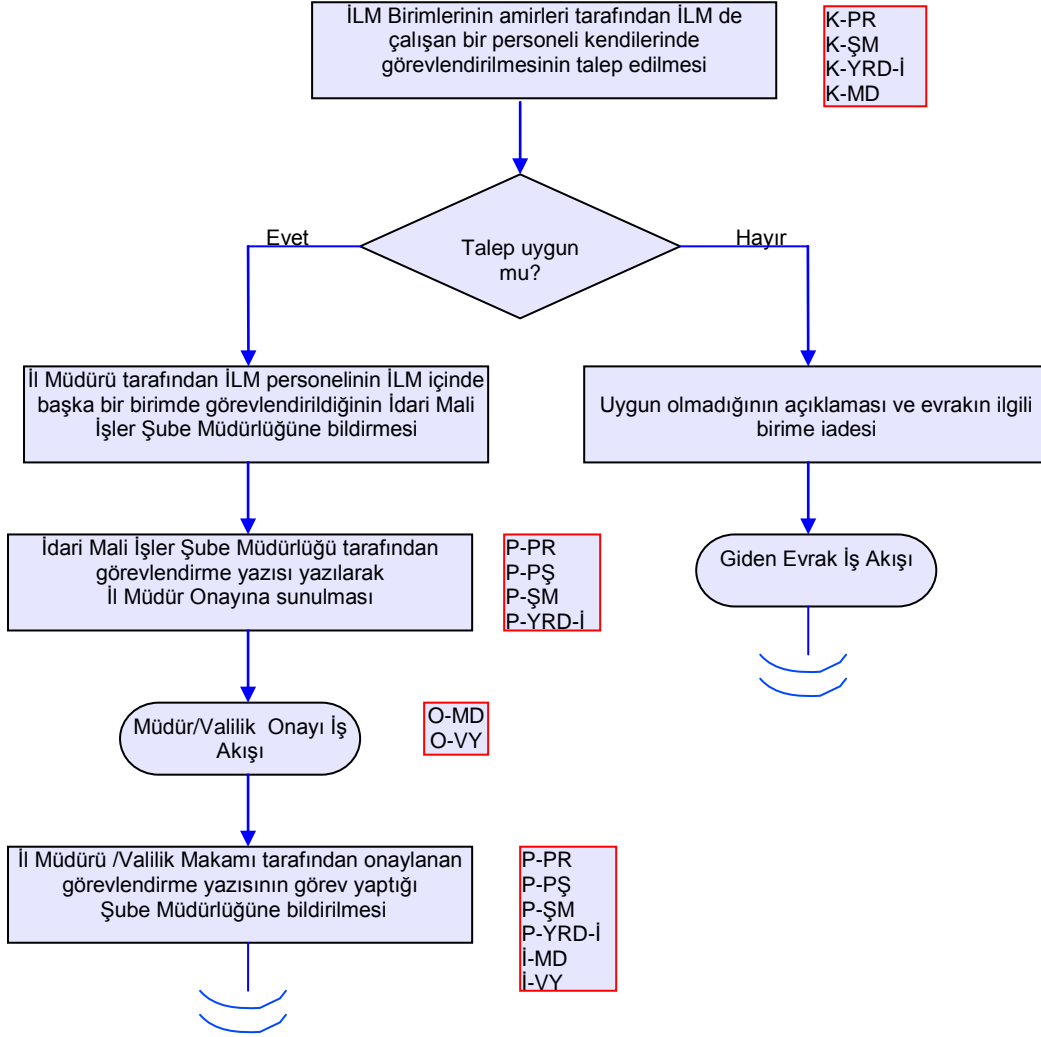 İLM Birimlerinin amirleri tarafından İLM de
çalışan bir personeli kendilerinde
görevlendirilmesinin talep edilmesi
K-PR
K-ŞM
K-YRD-İ
K-MD
Evet
Talep uygun
mu?
Hayır
İl Müdürü tarafından İLM personelinin İLM içinde
başka bir birimde görevlendirildiğinin İdari Mali
İşler Şube Müdürlüğüne bildirmesi
Uygun olmadığının açıklaması ve evrakın ilgili
birime iadesi
İdari Mali İşler Şube Müdürlüğü tarafından
görevlendirme yazısı yazılarak
İl Müdür Onayına sunulması
P-PR
P-PŞ
P-ŞM
P-YRD-İ
Giden Evrak İş Akışı
Müdür/Valilik Onayı İş
Akışı
O-MD
O-VY
İl Müdürü /Valilik Makamı tarafından onaylanan
görevlendirme yazısının görev yaptığı
Şube Müdürlüğüne bildirilmesi
P-PR
P-PŞ
P-ŞM
P-YRD-İ
İ-MD
İ-VY